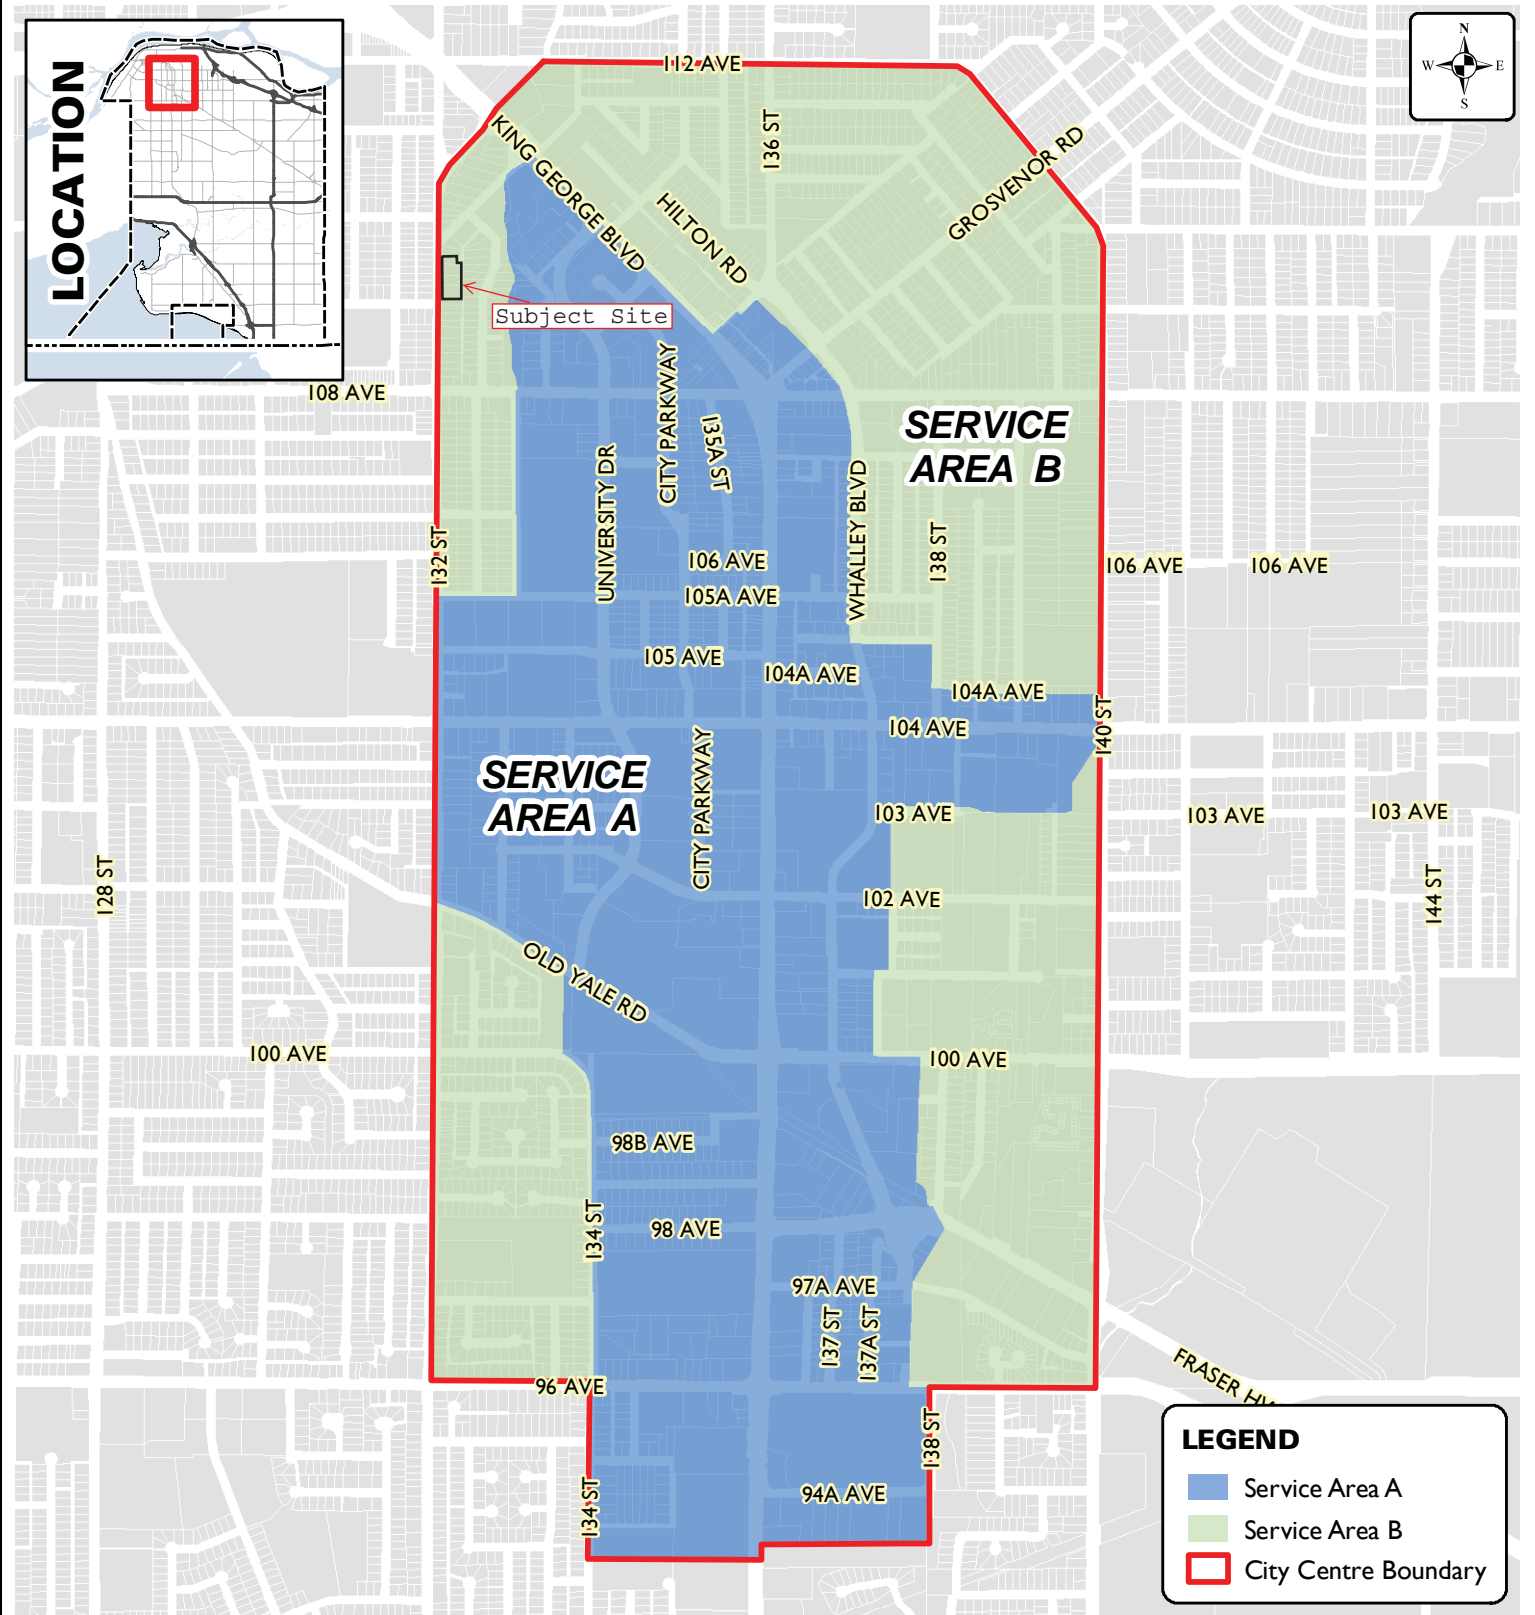 LOCATION
N
W
E
S
112 AVE
136 ST
KING GEORGE BLVD
HILTON RD
GROSVENOR RD
Subject Site
108 AVE
CITY PARKWAY
135A ST
SERVICE
AREA B
UNIVERSITY DR
WHALLEY BLVD
138 ST
132 ST
106 AVE
106 AVE
106 AVE
105A AVE
105 AVE
104A AVE
104A AVE
104 AVE
140 ST
SERVICE
AREA A
CITY PARKWAY
103 AVE
103 AVE
103 AVE
128 ST
102 AVE
144 ST
OLD YALE RD
100 AVE
100 AVE
98B AVE
134 ST
98 AVE
97A AVE
137 ST
137A ST
96 AVE
FRASER
138 ST
134 ST
94A AVE
LEGEND
Service Area A
Service Area B
City Centre Boundary